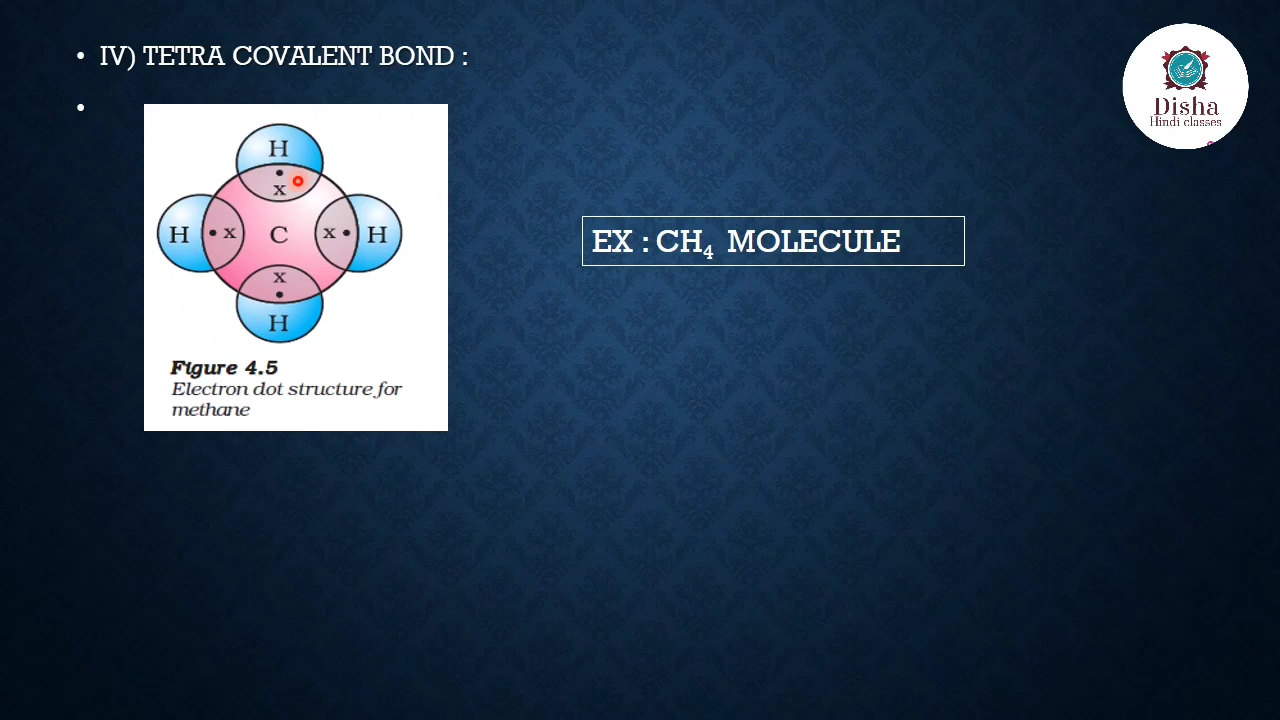 • IV) TETRA COVALENT BOND :
•
Disha
Hindi classes
H
• x
H • x C x • H
x
•
H
EX : CH₄ MOLECULE
Figure 4.5
Electron dot structure for
methane